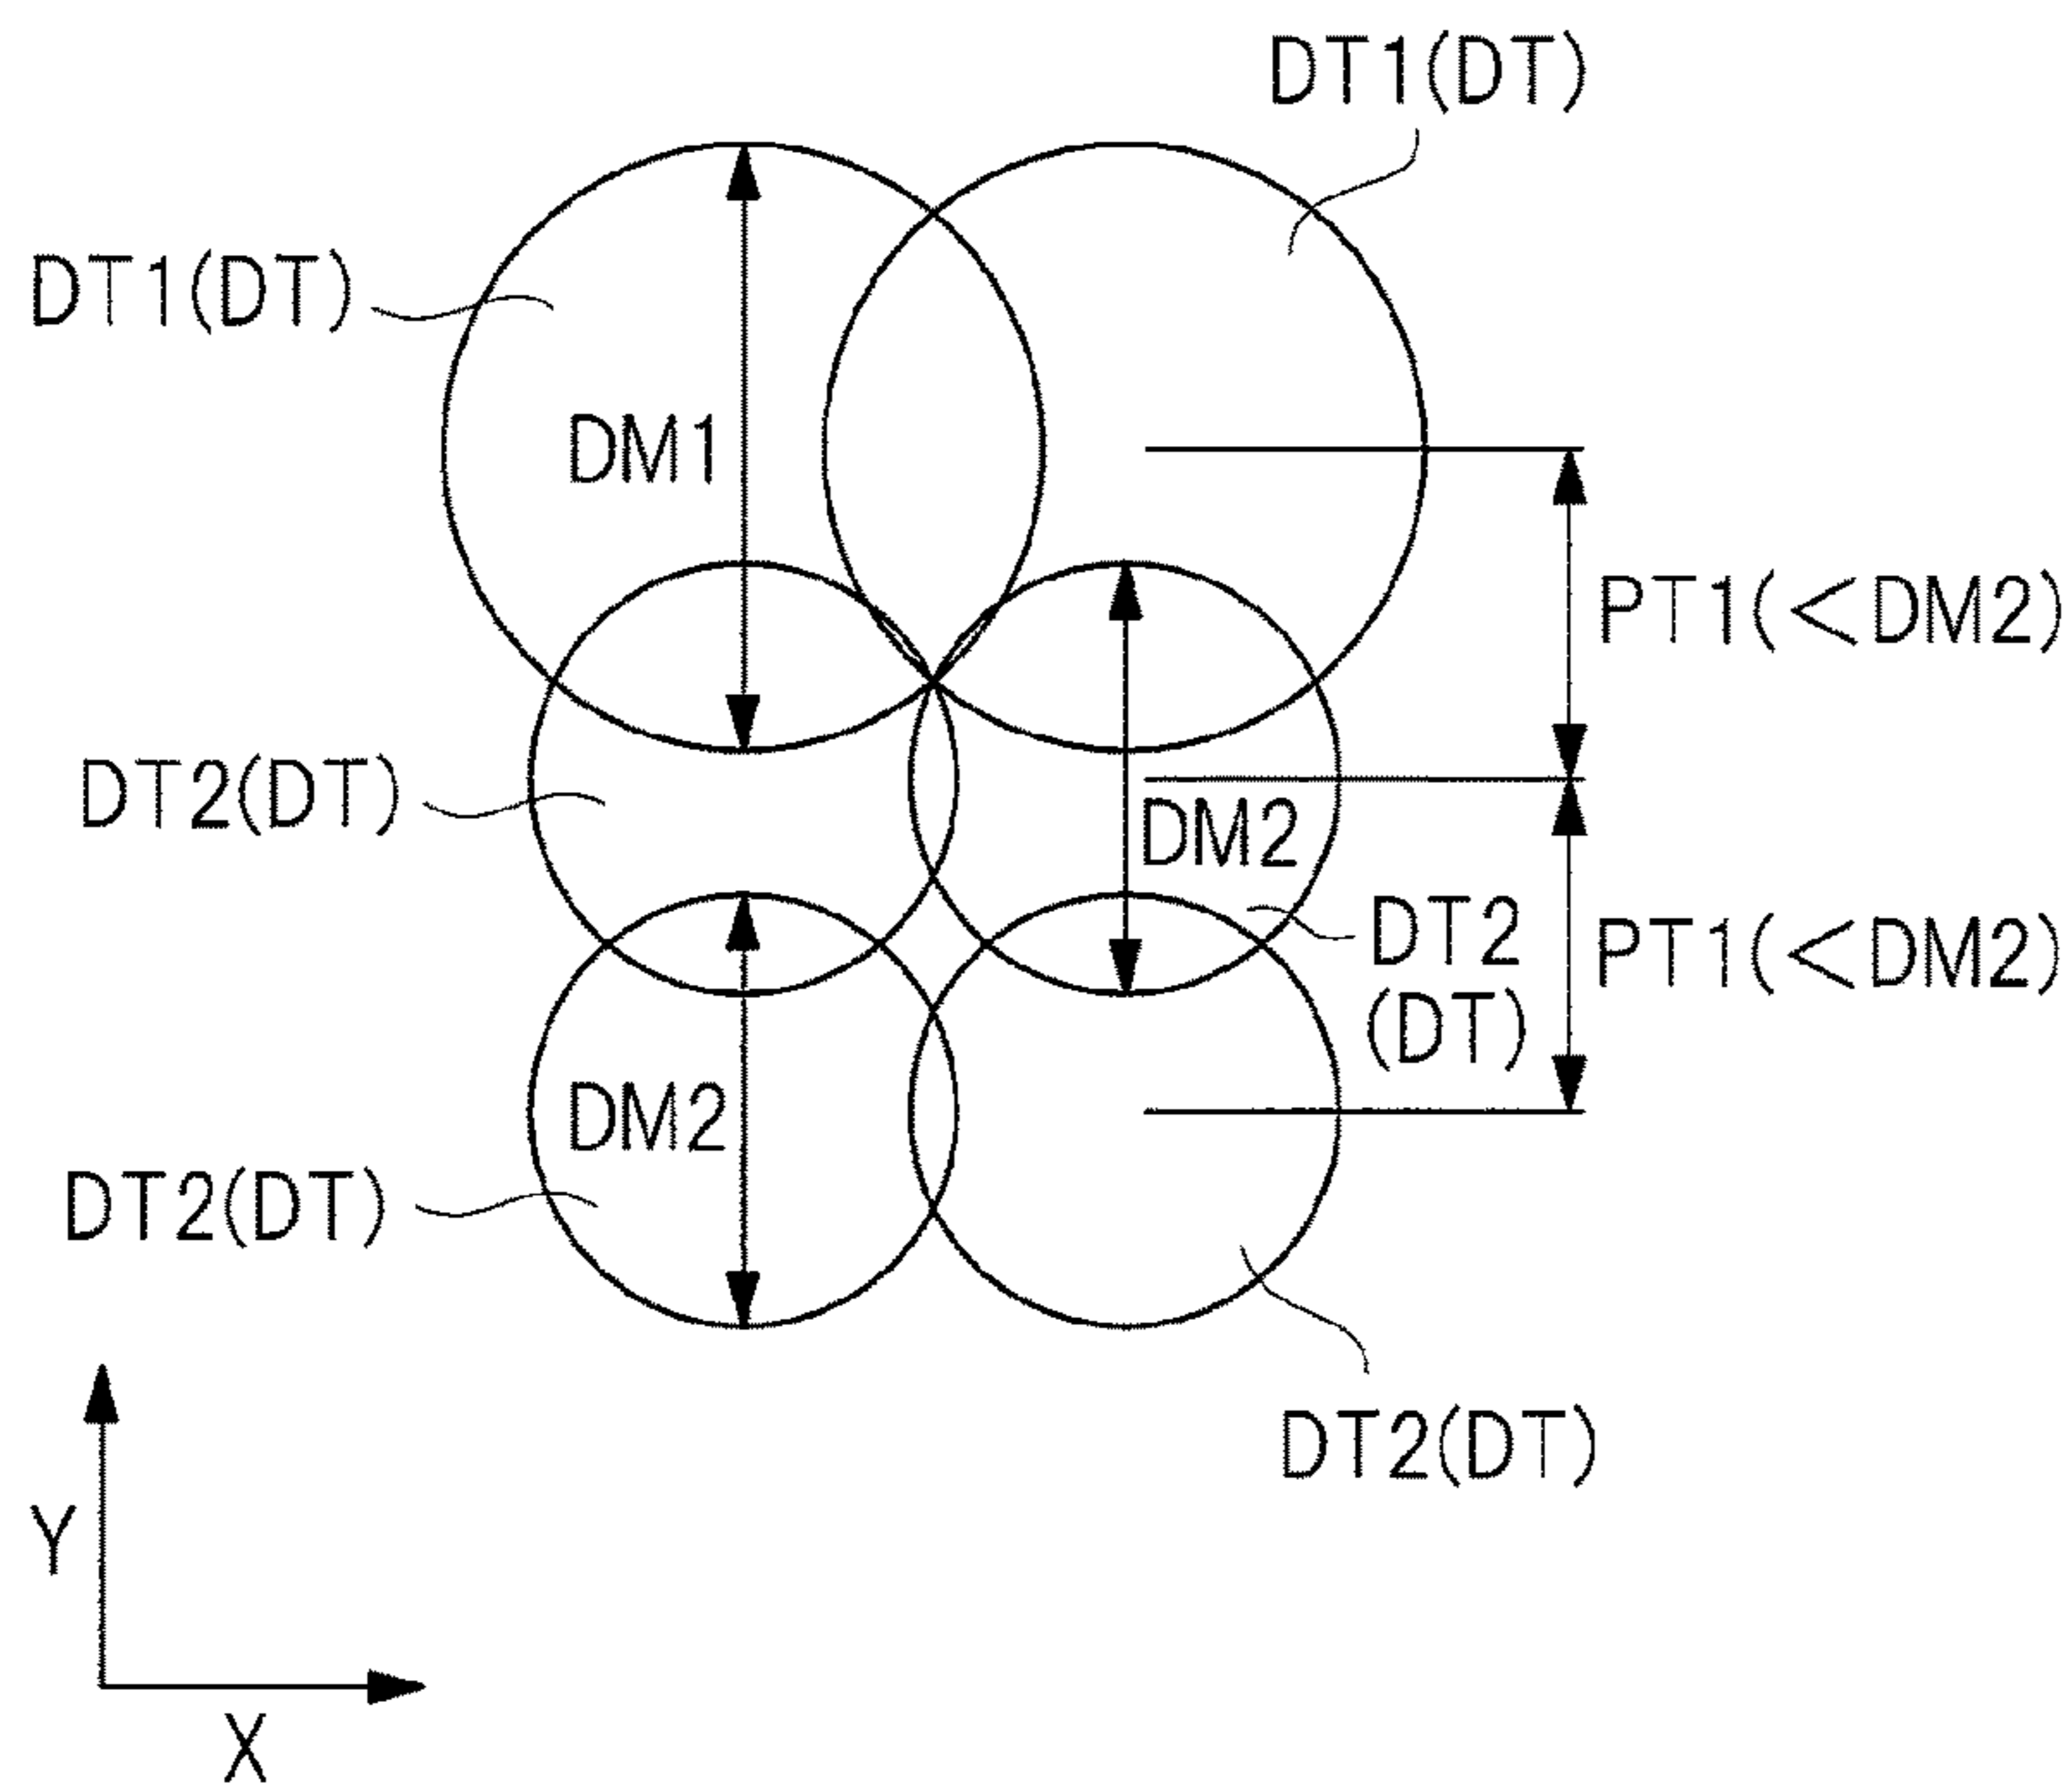 DT1(DT)
DT1(DT)
DM1
PT1(<DM2)
DT2(DT)
DM2
DT2
(DT)
PT1(<DM2)
DM2
DT2(DT)
DT2(DT)
Y
X